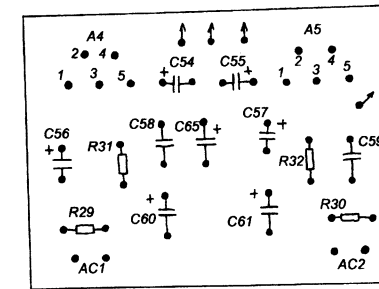 A4 A5
2 4 C54 C55 2 4
1 3 5 + + 1 3 5
C56 C58 C65 C57 C59
+ R31 + + R32 +
R29 C60 + C61 + R30
AC1 AC2